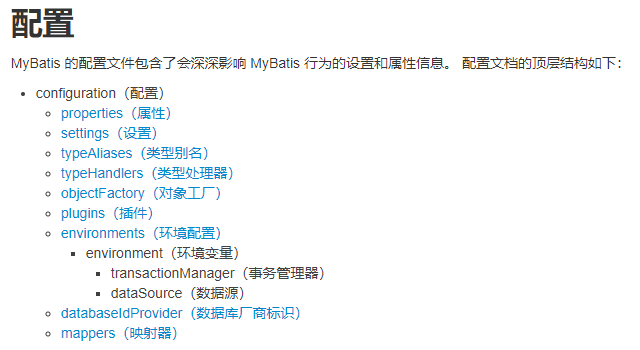 配置
MyBatis 的配置文件包含了会深深影响 MyBatis 行为的设置和属性信息。 配置文档的顶层结构如下：
configuration（配置）
properties（属性）
settings（设置）
typeAliases（类型别名）
typeHandlers（类型处理器）
objectFactory（对象工厂）
plugins（插件）
environments（环境配置）
environment（环境变量）
transactionManager（事务管理器）
dataSource（数据源）
databaseIdProvider（数据库厂商标识）
mappers（映射器）